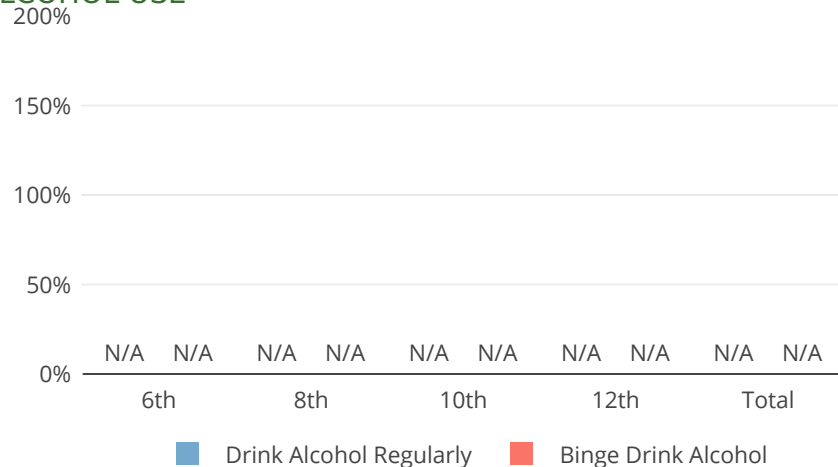 200%
150%
100%
50%
N/A N/A N/A N/A N/A N/A N/A N/A N/A N/A
0%
6th 8th 10th 12th Total
Drink Alcohol Regularly Binge Drink Alcohol